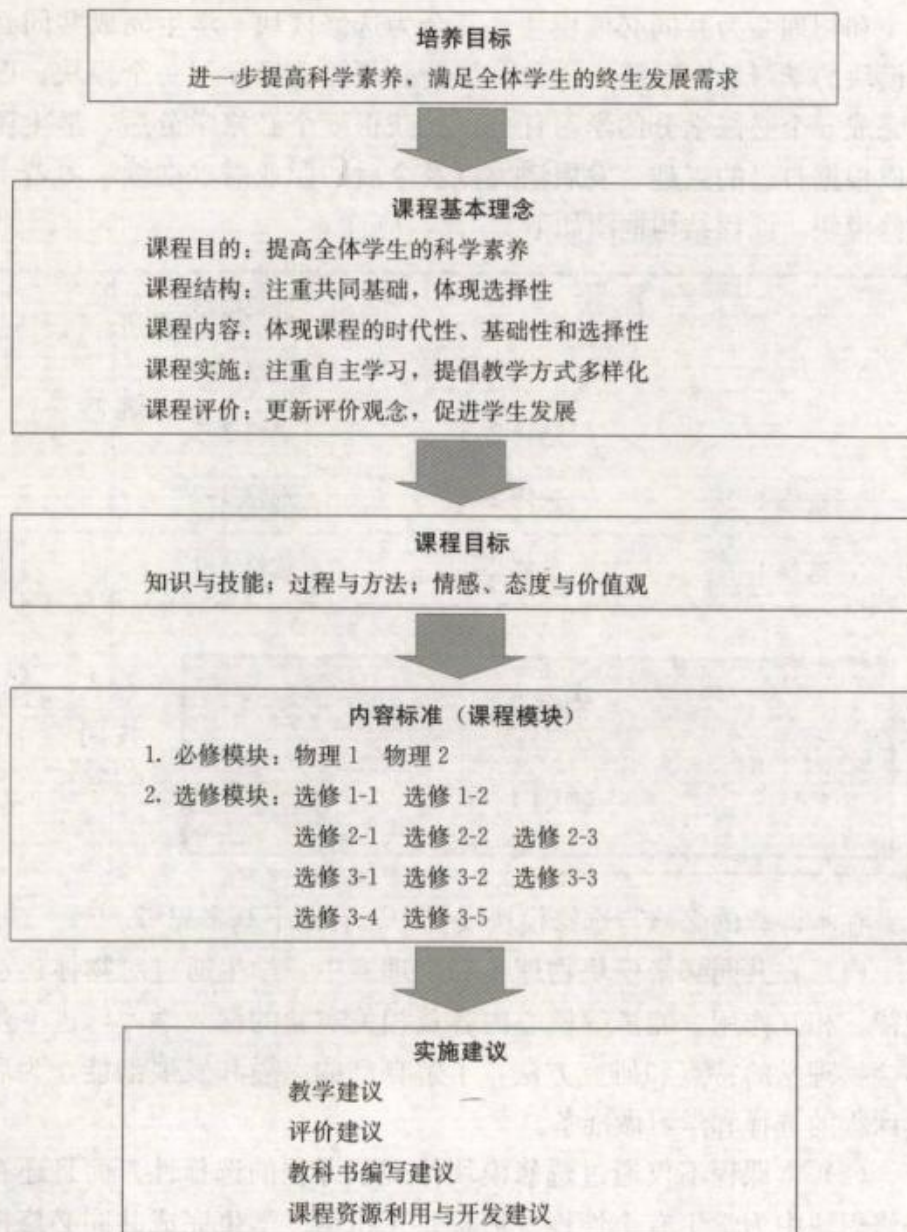 培养目标
进一步提高科学素养，满足全体学生的终生发展需求
课程基本理念
课程目的：提高全体学生的科学素养
课程结构：注重共同基础，体现选择性
课程内容：体现课程的时代性、基础性和选择性
课程实施：注重自主学习，提倡教学方式多样化
课程评价：更新评价观念，促进学生发展
课程目标
知识与技能；过程与方法；情感、态度与价值观
内容标准（课程模块）
1. 必修模块：物理 1 物理 2
2. 选修模块：选修 1-1 选修 1-2
选修 2-1 选修 2-2 选修 2-3
选修 3-1 选修 3-2 选修 3-3
选修 3-4 选修 3-5
实施建议
教学建议
评价建议
教科书编写建议
课程资源利用与开发建议